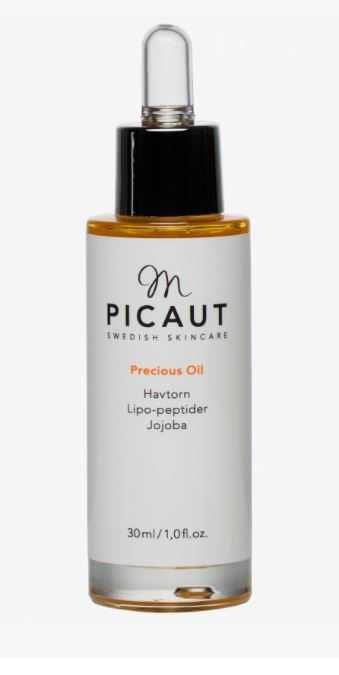 M
PICAUT
SWEDISH SKINCARE
Precious Oil
Havtorn
Lipo-peptider
Jojoba
30ml/1,0fl.oz.